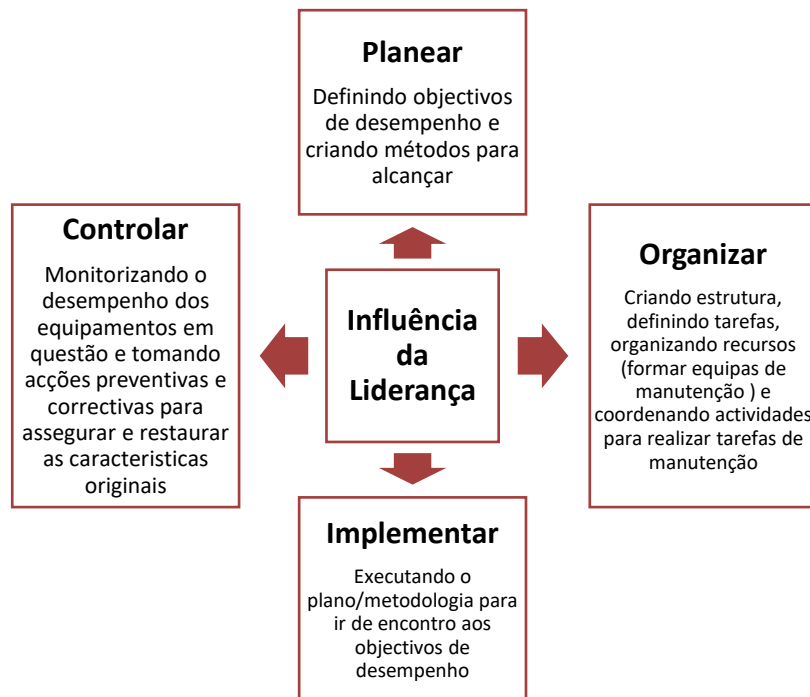 Planear
Definindo objectivos
de desempenho e
criando métodos para
alcançar
Controlar
Monitorizando o
desempenho dos
equipamentos em
questão e tomando
acções preventivas e
correctivas para
assegurar e restaurar
as caracteristicas
originais
Influência
da
Liderança
Organizar
Criando estrutura,
definindo tarefas,
organizando recursos
(formar equipas de
manutenção ) e
coordenando actividades
para realizar tarefas de
manutenção
Implementar
Executando o
plano/metodologia para
ir de encontro aos
objectivos de
desempenho